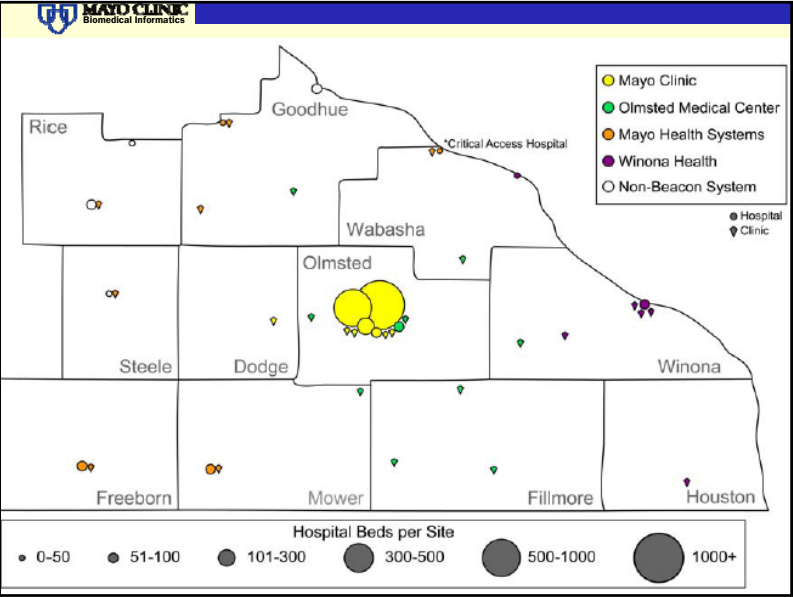 MAYO CLINIC
Biomedical Informatics
Mayo Clinic
Olmsted Medical Center
Mayo Health Systems
Winona Health
Non-Beacon System
Hospital
Clinic
Goodhue
Rice
*Critical Access Hospital
Wabasha
Olmsted
Steele
Dodge
Winona
Freeborn
Mower
Fillmore
Houston
Hospital Beds per Site
0-50 51-100 101-300 300-500 500-1000 1000+